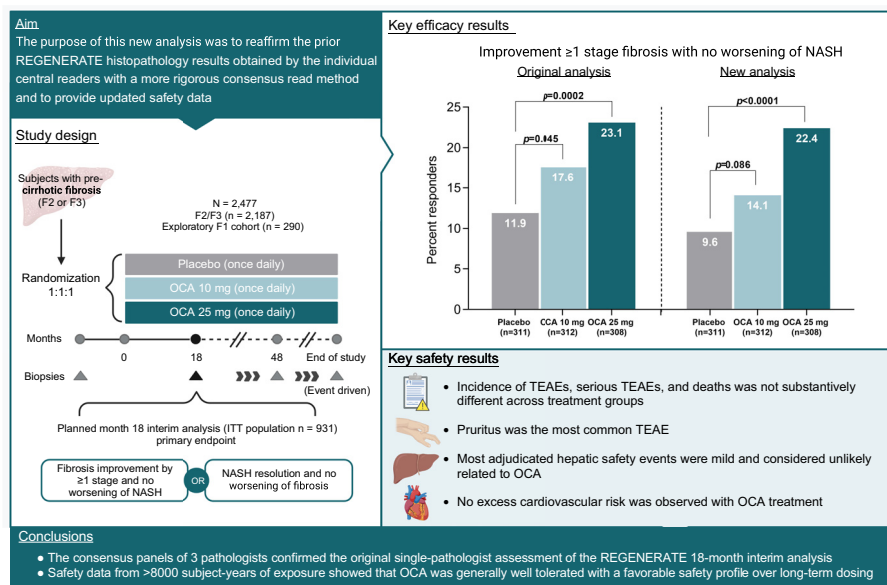 Aim
The purpose of this new analysis was to reaffirm the prior
REGENERATE histopathology results obtained by the individual
central readers with a more rigorous consensus read method
and to provide updated safety data
Study design
Subjects with pre-
cirrhotic fibrosis
(F2 or F3)
N = 2,477
F2/F3 (n = 2,187)
Exploratory F1 cohort (n = 290)
Randomization
1:1:1
Placebo (once daily)
OCA 10 mg (once daily)
OCA 25 mg (once daily)
Months
0
18
48
End of study
Biopsies
(Event driven)
Planned month 18 interim analysis (ITT population n = 931)
primary endpoint
Fibrosis improvement by
≥1 stage and no
worsening of NASH
OR
NASH resolution and no
worsening of fibrosis
Key efficacy results
Improvement ≥1 stage fibrosis with no worsening of NASH
Original analysis
New analysis
Percent responders
25
20
15
10
5
0
p=0.0002
p=0.045
11.9
17.6
23.1
p<0.0001
p=0.086
9.6
14.1
22.4
Placebo
(n=311)
CCA 10 mg
(n=312)
OCA 25 mg
(n=308)
Placebo
(n=311)
OCA 10 mg
(n=312)
OCA 25 mg
(n=308)
Key safety results
• Incidence of TEAEs, serious TEAEs, and deaths was not substantively
different across treatment groups
• Pruritus was the most common TEAE
• Most adjudicated hepatic safety events were mild and considered unlikely
related to OCA
• No excess cardiovascular risk was observed with OCA treatment
Conclusions
• The consensus panels of 3 pathologists confirmed the original single-pathologist assessment of the REGENERATE 18-month interim analysis
• Safety data from >8000 subject-years of exposure showed that OCA was generally well tolerated with a favorable safety profile over long-term dosing